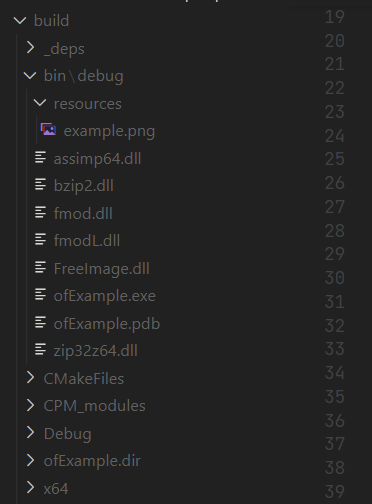 build
_deps
bin\debug
resources
example.png
assimp64.dll
bzip2.dll
fmod.dll
fmodL.dll
FreeImage.dll
ofExample.exe
ofExample.pdb
zip32z64.dll
CMakeFiles
CPM_modules
Debug
ofExample.dir
x64
19
20
21
22
23
24
25
26
27
28
29
30
31
32
33
34
35
36
37
38
39